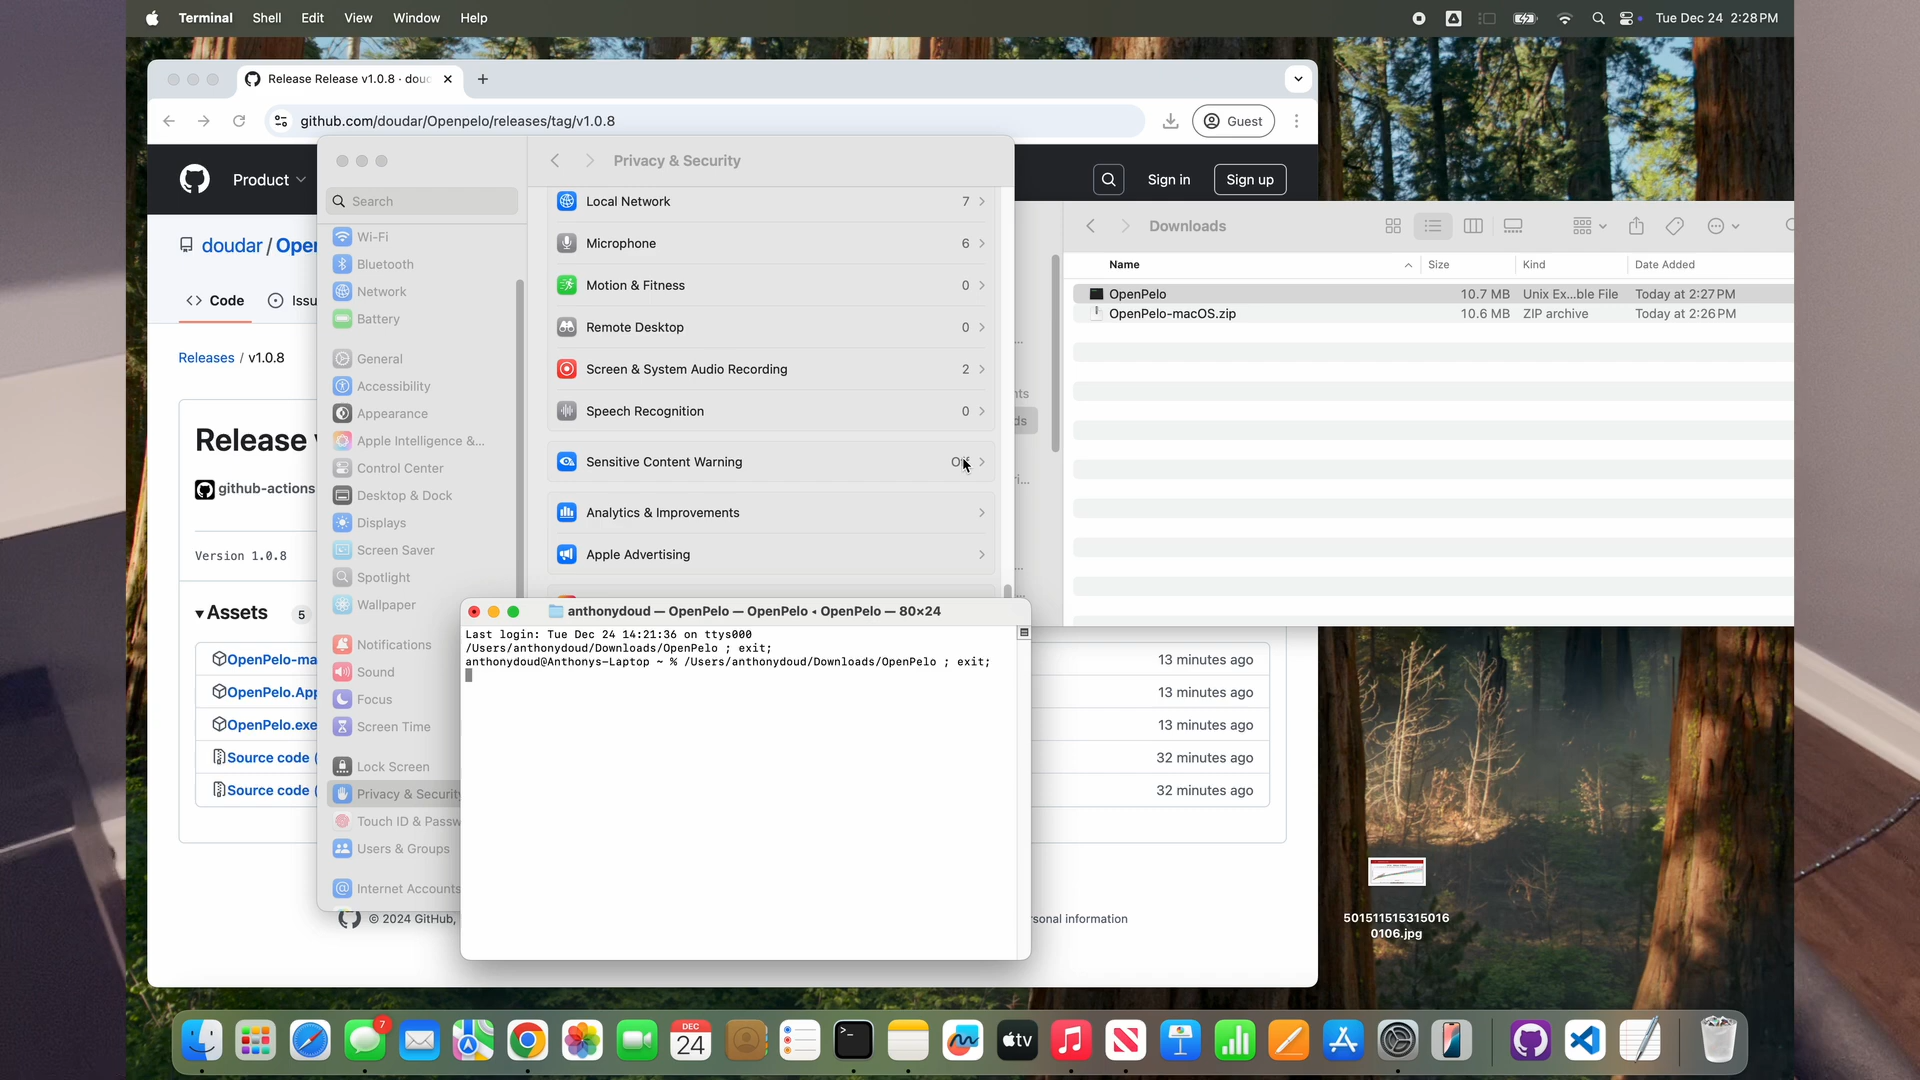 Terminal Shell Edit View Window Help
Tue Dec 24 2:28 PM
Release Release v1.0.8 · douc
github.com/doudar/Openpelo/releases/tag/v1.0.8
Guest
Product
Sign in
Sign up
doudar / Oper
Code
Issu
Releases / v1.0.8
Release
github-actions
Version 1.0.8
Assets 5
OpenPelo-ma
OpenPelo.App
OpenPelo.exe
Source code (
Source code (
13 minutes ago
13 minutes ago
13 minutes ago
32 minutes ago
32 minutes ago
© 2024 GitHub,
sonal information
Search
Wi-Fi
Bluetooth
Network
Battery
General
Accessibility
Appearance
Apple Intelligence &...
Control Center
Desktop & Dock
Displays
Screen Saver
Spotlight
Wallpaper
Notifications
Sound
Focus
Screen Time
Lock Screen
Privacy & Security
Touch ID & Passw
Users & Groups
Internet Accounts
Privacy & Security
Local Network 7
Microphone 6
Motion & Fitness 0
Remote Desktop 0
Screen & System Audio Recording 2
Speech Recognition 0
Sensitive Content Warning
Analytics & Improvements
Apple Advertising
Downloads
Name Size Kind Date Added
OpenPelo 10.7 MB Unix Ex...ble File Today at 2:27 PM
OpenPelo-macOS.zip 10.6 MB ZIP archive Today at 2:26 PM
anthonydoud — OpenPelo — OpenPelo ◂ OpenPelo — 80×24
Last login: Tue Dec 24 14:21:36 on ttys000
/Users/anthonydoud/Downloads/OpenPelo ; exit;
anthonydoud@Anthonys-Laptop ~ % /Users/anthonydoud/Downloads/OpenPelo ; exit;
501511515315016
0106.jpg
7
DEC
24
tv